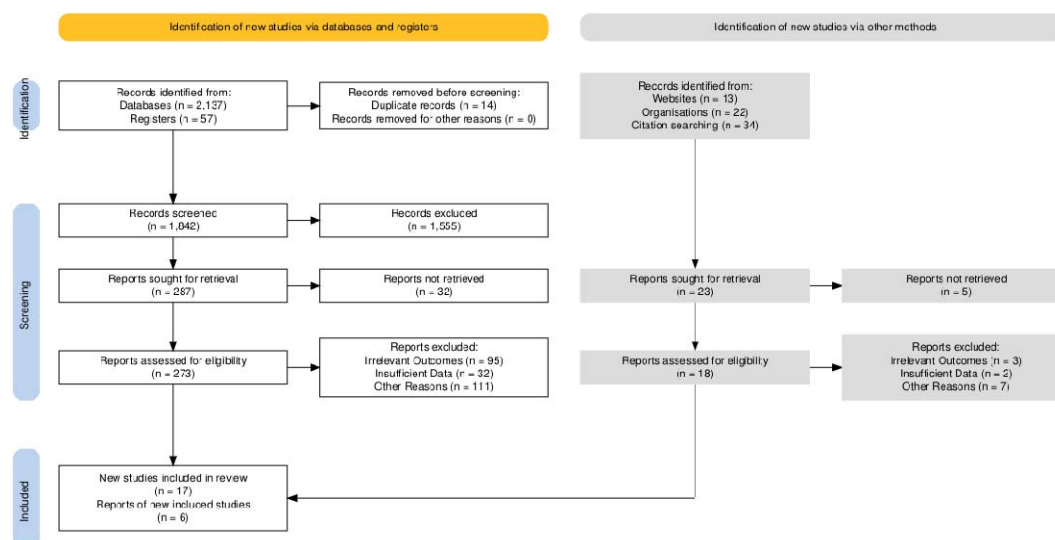 Identification of new studies via databases and registers
Identification of new studies via other methods
Identification
Records identified from:
Databases (n = 2,137)
Registers (n = 57)
Records removed before screening:
Duplicate records (n = 14)
Records removed for other reasons (n = 0)
Records identified from:
Websites (n = 13)
Organisations (n = 22)
Citation searching (n = 34)
Screening
Records screened
(n = 1,842)
Records excluded
(n = 1,555)
Reports sought for retrieval
(n = 287)
Reports not retrieved
(n = 32)
Reports sought for retrieval
(n = 23)
Reports not retrieved
(n = 5)
Reports assessed for eligibility
(n = 273)
Reports excluded:
Irrelevant Outcomes (n = 95)
Insufficient Data (n = 32)
Other Reasons (n = 111)
Reports assessed for eligibility
(n = 18)
Reports excluded:
Irrelevant Outcomes (n = 3)
Insufficient Data (n = 2)
Other Reasons (n = 7)
Included
New studies included in review
(n = 17)
Reports of new included studies
(n = 6)